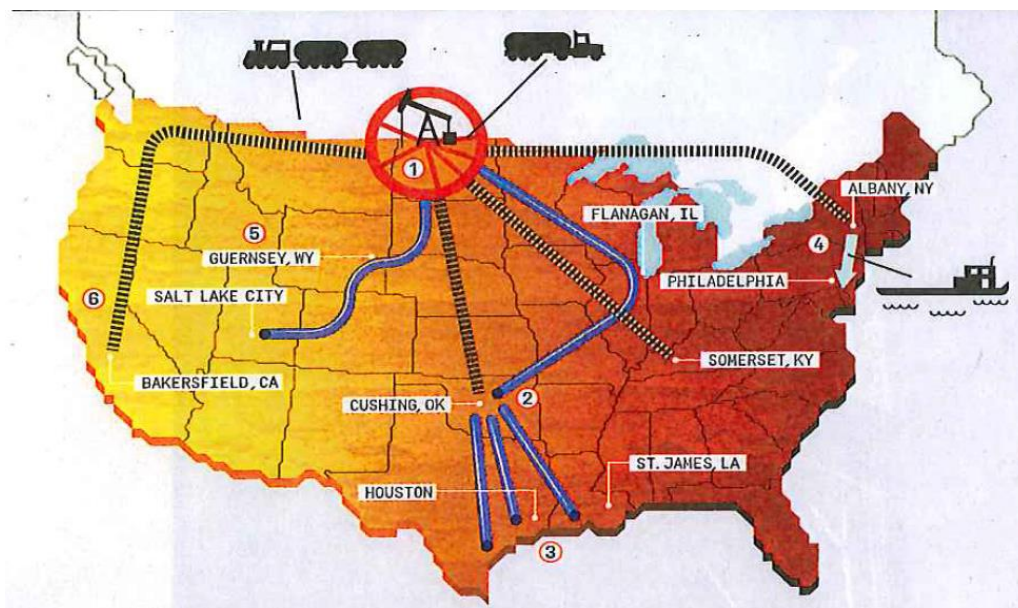 1
ALBANY, NY
FLANAGAN, IL
5
4
GUERNSEY, WY
PHILADELPHIA
6
SALT LAKE CITY
SOMERSET, KY
BAKERSFIELD, CA
CUSHING, OK
2
ST. JAMES, LA
HOUSTON
3